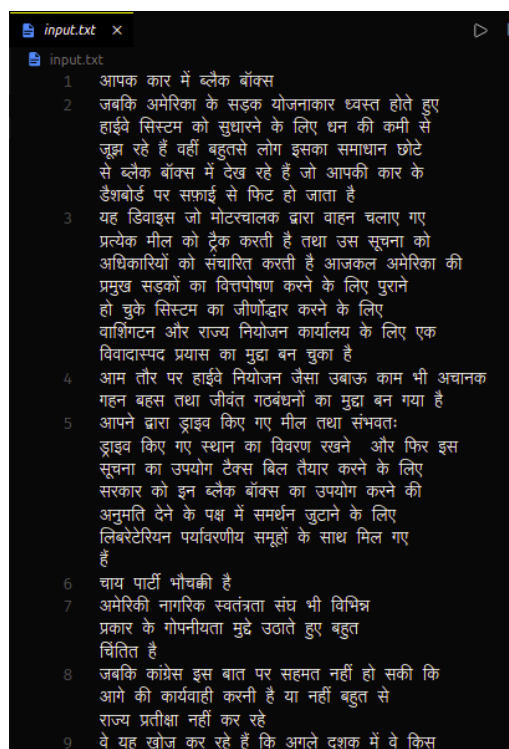 input.txt
input.txt
1 आपक कार में ब्लैक बॉक्स
2 जबकि अमेरिका के सड़क योजनाकार ध्वस्त होते हुए
हाईवे सिस्टम को सुधारने के लिए धन की कमी से
जूझ रहे हैं वहीं बहुतसे लोग इसका समाधान छोटे
से ब्लैक बॉक्स में देख रहे हैं जो आपकी कार के
डैशबोर्ड पर सफ़ाई से फिट हो जाता है
3 यह डिवाइस जो मोटरचालक द्वारा वाहन चलाए गए
प्रत्येक मील को ट्रैक करती है तथा उस सूचना को
अधिकारियों को संचारित करती है आजकल अमेरिका की
प्रमुख सड़कों का वित्तपोषण करने के लिए पुराने
हो चुके सिस्टम का जीर्णोद्धार करने के लिए
वाशिंगटन और राज्य नियोजन कार्यालय के लिए एक
विवादास्पद प्रयास का मुद्दा बन चुका है
4 आम तौर पर हाईवे नियोजन जैसा उबाऊ काम भी अचानक
गहन बहस तथा जीवंत गठबंधनों का मुद्दा बन गया है
5 आपने द्वारा ड्राइव किए गए मील तथा संभवतः
ड्राइव किए गए स्थान का विवरण रखने और फिर इस
सूचना का उपयोग टैक्स बिल तैयार करने के लिए
सरकार को इन ब्लैक बॉक्स का उपयोग करने की
अनुमति देने के पक्ष में समर्थन जुटाने के लिए
लिबरेटेरियन पर्यावरणीय समूहों के साथ मिल गए
हैं
6 चाय पार्टी भौचक्की है
7 अमेरिकी नागरिक स्वतंत्रता संघ भी विभिन्न
प्रकार के गोपनीयता मुद्दे उठाते हुए बहुत
चिंतित है
8 जबकि कांग्रेस इस बात पर सहमत नहीं हो सकी कि
आगे की कार्यवाही करनी है या नहीं बहुत से
राज्य प्रतीक्षा नहीं कर रहे
9 वे यह खोज कर रहे हैं कि अगले दशक में वे किस